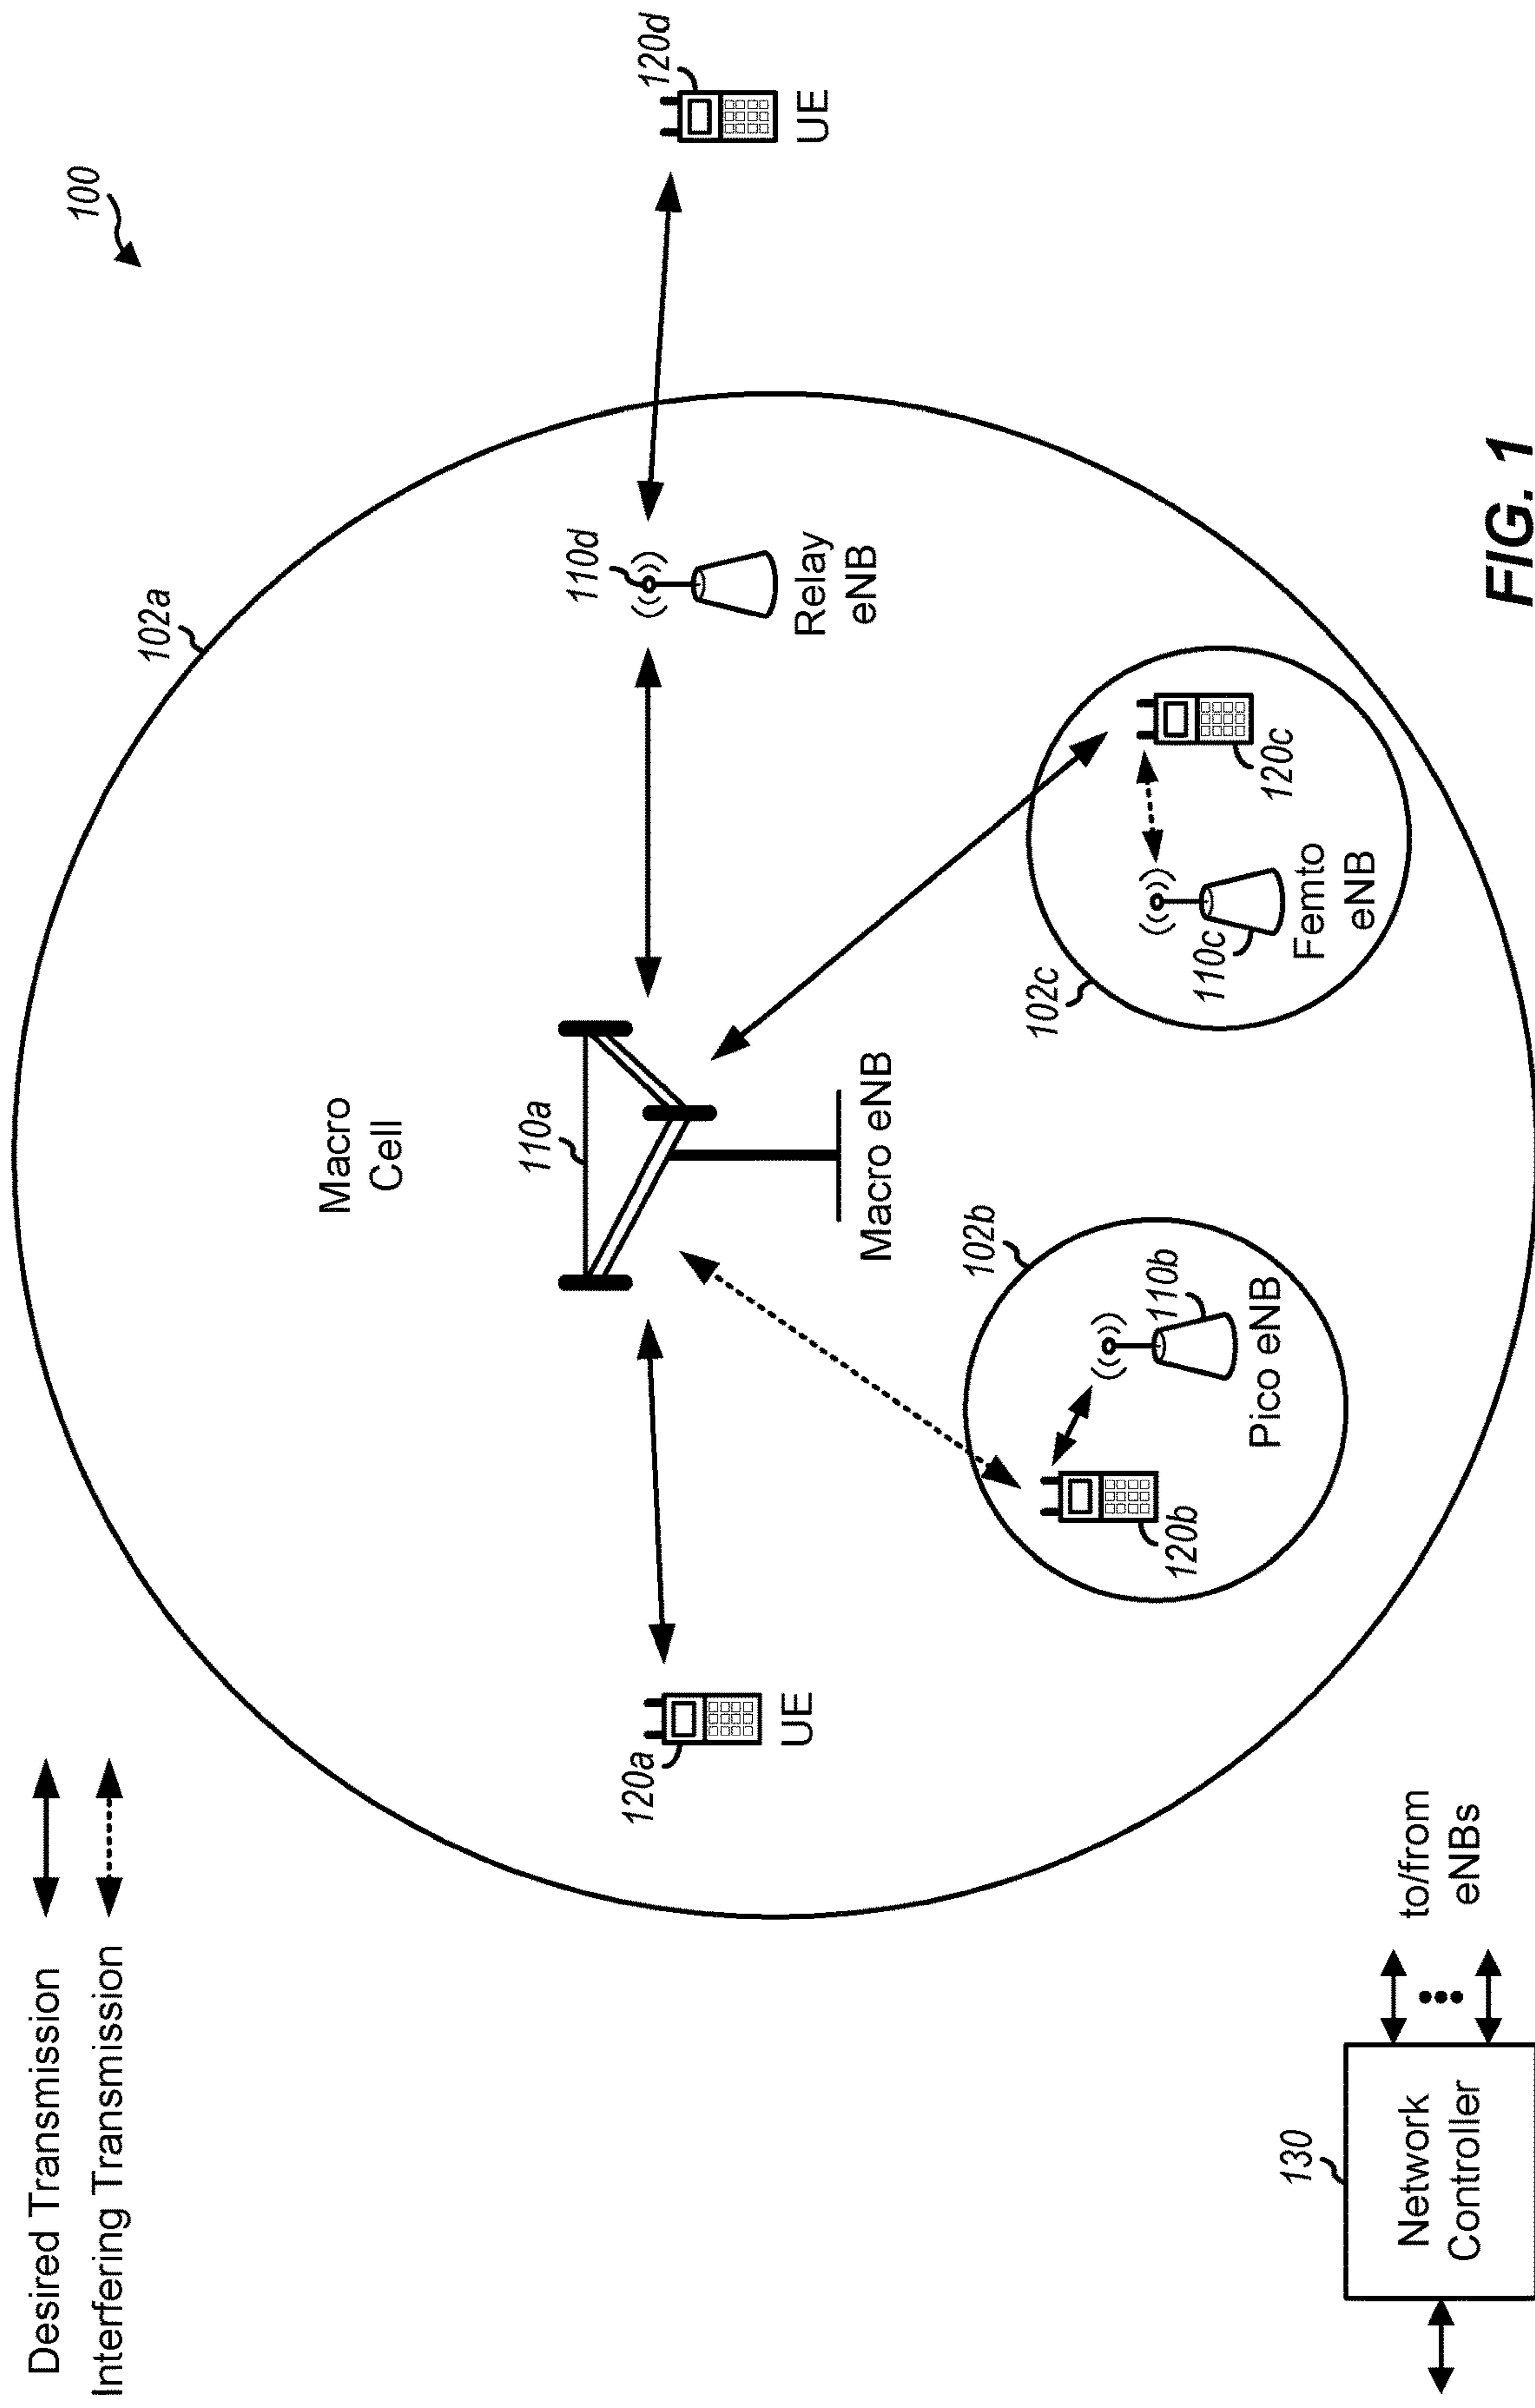 Desired Transmission
Interfering Transmission
100
102a
Macro
Cell
110a
Macro eNB
110d
Relay
eNB
120d
UE
120a
UE
102b
110b
Pico eNB
120b
102c
110c
Femto
eNB
120c
130
Network
Controller
to/from
eNBs
FIG. 1